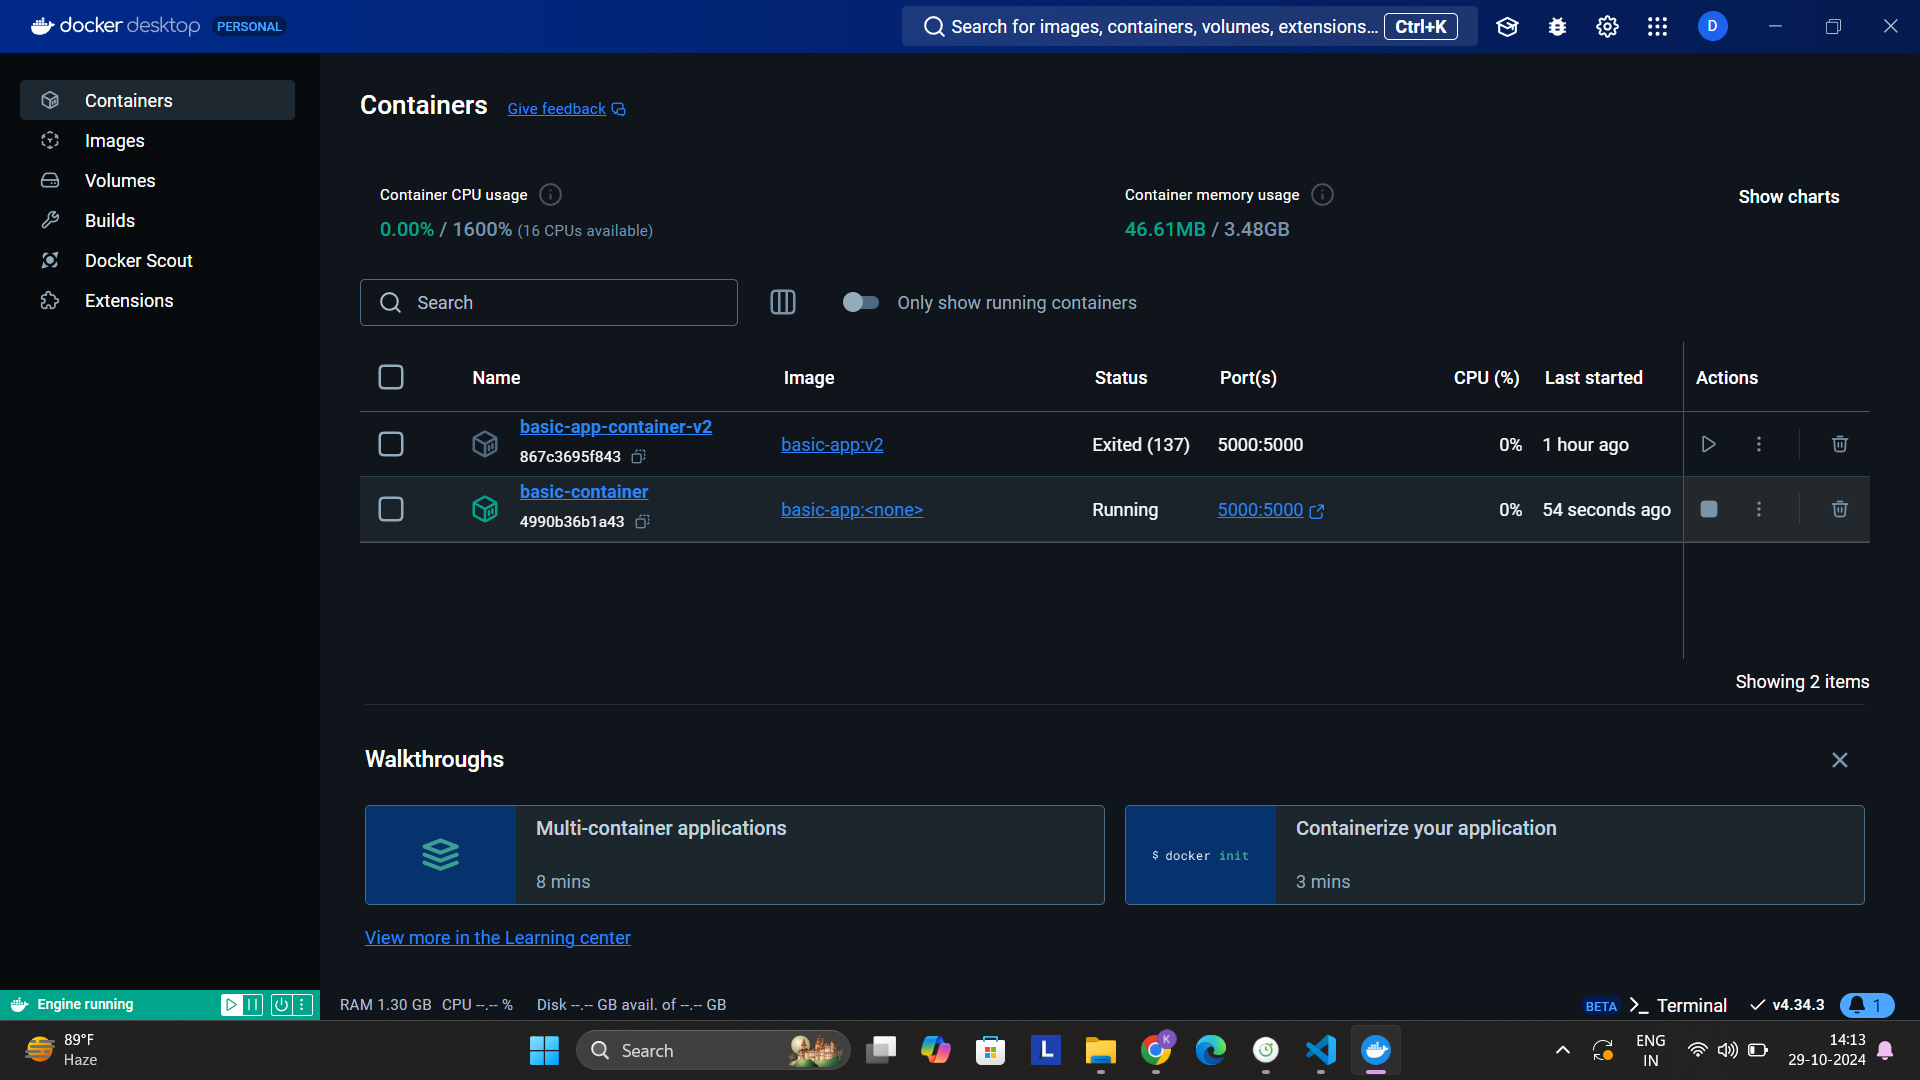 docker desktop PERSONAL
Search for images, containers, volumes, extensions... Ctrl+K
D
Containers
Images
Volumes
Builds
Docker Scout
Extensions
Containers Give feedback
Container CPU usage
0.00% / 1600% (16 CPUs available)
Container memory usage
46.61MB / 3.48GB
Show charts
Search
Only show running containers
Name Image Status Port(s) CPU (%) Last started Actions
basic-app-container-v2
867c3695f843
basic-app:v2 Exited (137) 5000:5000 0% 1 hour ago
basic-container
4990b36b1a43
basic-app:<none> Running 5000:5000 0% 54 seconds ago
Showing 2 items
Walkthroughs
Multi-container applications
8 mins
$ docker init
Containerize your application
3 mins
View more in the Learning center
Engine running
RAM 1.30 GB CPU --.-- % Disk --.-- GB avail. of --.-- GB
BETA Terminal v4.34.3 1
89°F
Haze
Search
L
K
ENG
IN
14:13
29-10-2024